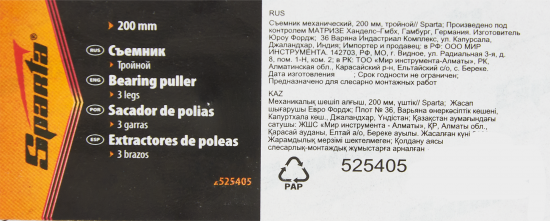 Sparta
200 mm
RUS Съемник
Тройной
ENG Bearing puller
3 legs
POR Sacador de polias
3 garras
ESP Extractores de poleas
3 brazos
525405
RUS
Съемник механический, 200 мм, тройной// Sparta; Произведено под
контролем МАТРИЗЕ Ханделс-Гмбх, Гамбург, Германия. Изготовитель
Юроу Фордж; 36 Варяна Индастриал Комплекс, ул. Капурсала,
Джаландхар, Индия; Импортер и продавец: в РФ: ООО МИР
ИНСТРУМЕНТА, 142703, РФ, МО, г. Видное, ул. Радиальная 3-я, д.
8, пом. 1-Н, ком. 2; в РК: ТОО «Мир инструмента-Алматы», РК,
Алматинская обл., Карасайский р-н, Ельтайский с/о, с. Береке.
Дата изготовления ; Срок годности не ограничен;
Предназначено для слесарно монтажных работ
KAZ
Механикалық шешіп алғыш, 200 мм, үштік// Sparta; Жасап
шығарушы Евро Фордж; Плот N 36, Варьяна өнеркәсіптік кешені,
Капуртхала кеш., Джаландхар, Үндістан; Қазақстан аумағындағы
сатушы: ЖШС «Мир инструмента - Алматы», ҚР, Алматы обл.,
Қарасай ауданы, Елтай а/о, Береке ауылы. Жасалған күні
Жарамдылық мерзімі шектелмеген; Қолдану аясы
слесарлық-монтаждық жұмыстарға арналған
PAP
525405